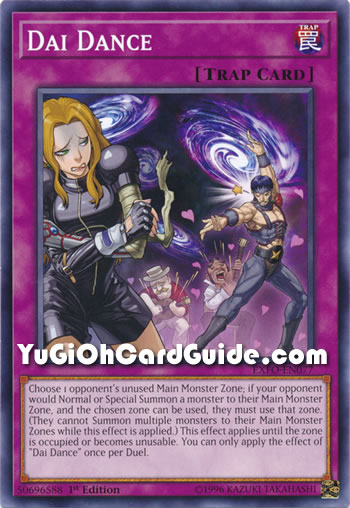 Dai Dance
TRAP
罠
[Trap Card]
YuGiOhCardGuide.com
EXFO-EN077
Choose 1 opponent's unused Main Monster Zone; if your opponent
would Normal or Special Summon a monster to their Main Monster
Zone, and the chosen zone can be used, they must use that zone.
(They cannot Summon multiple monsters to their Main Monster
Zones while this effect is applied.) This effect applies until the
zone is occupied or becomes unusable. You can only apply the effect of
"Dai Dance" once per Duel.
50696588 1st Edition ©1996 KAZUKI TAKAHASHI